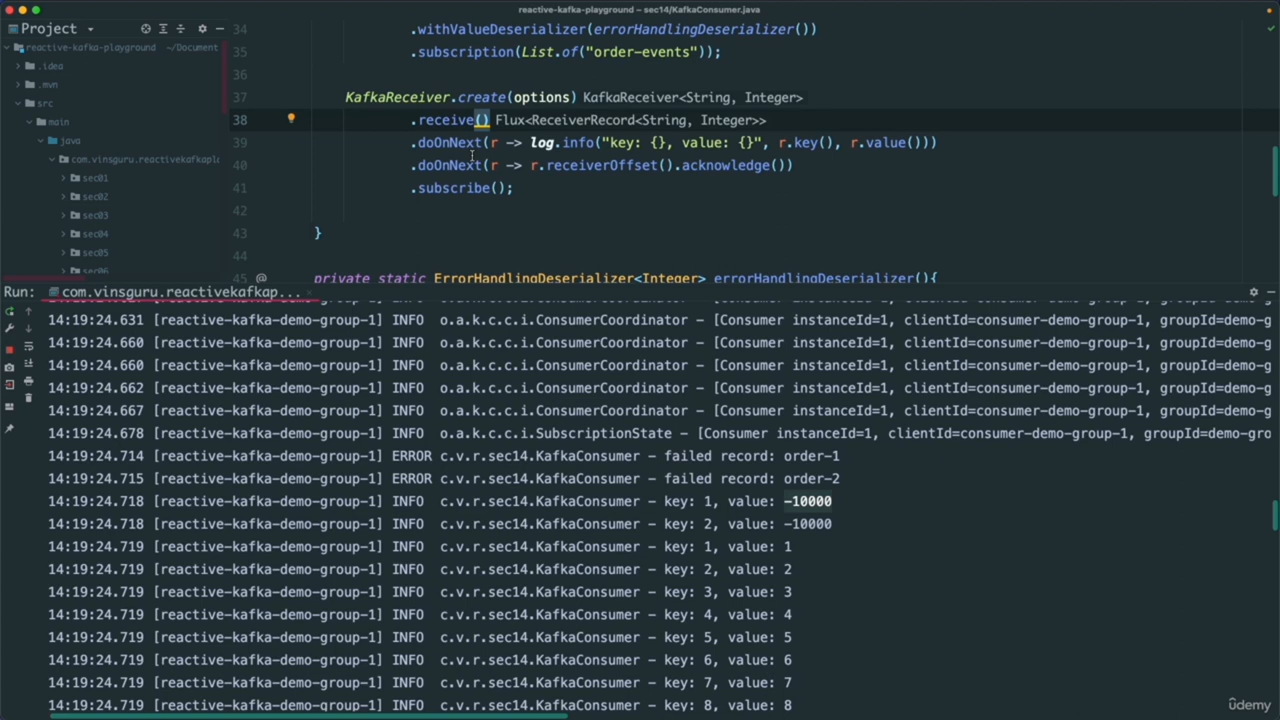 reactive-kafka-playground – sec14/KafkaConsumer.java
Project
reactive-kafka-playground ~/Document
.idea
.mvn
src
main
java
com.vinsguru.reactivekafkaplo
sec01
sec02
sec03
sec04
sec05
sec06
34 .withValueDeserializer(errorHandlingDeserializer())
35 .subscription(List.of("order-events"));
36
37 KafkaReceiver.create(options) KafkaReceiver<String, Integer>
38 .receive() Flux<ReceiverRecord<String, Integer>>
39 .doOnNext(r -> log.info("key: {}, value: {}", r.key(), r.value()))
40 .doOnNext(r -> r.receiverOffset().acknowledge())
41 .subscribe();
42
43 }
44
45 @ private static ErrorHandlingDeserializer<Integer> errorHandlingDeserializer(){
Run: com.vinsguru.reactivekafkap...
14:19:24.631 [reactive-kafka-demo-group-1] INFO o.a.k.c.c.i.ConsumerCoordinator – [Consumer instanceId=1, clientId=consumer-demo-group-1, groupId=demo-g
14:19:24.660 [reactive-kafka-demo-group-1] INFO o.a.k.c.c.i.ConsumerCoordinator – [Consumer instanceId=1, clientId=consumer-demo-group-1, groupId=demo-g
14:19:24.660 [reactive-kafka-demo-group-1] INFO o.a.k.c.c.i.ConsumerCoordinator – [Consumer instanceId=1, clientId=consumer-demo-group-1, groupId=demo-g
14:19:24.662 [reactive-kafka-demo-group-1] INFO o.a.k.c.c.i.ConsumerCoordinator – [Consumer instanceId=1, clientId=consumer-demo-group-1, groupId=demo-g
14:19:24.667 [reactive-kafka-demo-group-1] INFO o.a.k.c.c.i.ConsumerCoordinator – [Consumer instanceId=1, clientId=consumer-demo-group-1, groupId=demo-g
14:19:24.678 [reactive-kafka-demo-group-1] INFO o.a.k.c.c.i.SubscriptionState – [Consumer instanceId=1, clientId=consumer-demo-group-1, groupId=demo-gro
14:19:24.714 [reactive-kafka-demo-group-1] ERROR c.v.r.sec14.KafkaConsumer – failed record: order-1
14:19:24.715 [reactive-kafka-demo-group-1] ERROR c.v.r.sec14.KafkaConsumer – failed record: order-2
14:19:24.718 [reactive-kafka-demo-group-1] INFO c.v.r.sec14.KafkaConsumer – key: 1, value: -10000
14:19:24.718 [reactive-kafka-demo-group-1] INFO c.v.r.sec14.KafkaConsumer – key: 2, value: -10000
14:19:24.719 [reactive-kafka-demo-group-1] INFO c.v.r.sec14.KafkaConsumer – key: 1, value: 1
14:19:24.719 [reactive-kafka-demo-group-1] INFO c.v.r.sec14.KafkaConsumer – key: 2, value: 2
14:19:24.719 [reactive-kafka-demo-group-1] INFO c.v.r.sec14.KafkaConsumer – key: 3, value: 3
14:19:24.719 [reactive-kafka-demo-group-1] INFO c.v.r.sec14.KafkaConsumer – key: 4, value: 4
14:19:24.719 [reactive-kafka-demo-group-1] INFO c.v.r.sec14.KafkaConsumer – key: 5, value: 5
14:19:24.719 [reactive-kafka-demo-group-1] INFO c.v.r.sec14.KafkaConsumer – key: 6, value: 6
14:19:24.719 [reactive-kafka-demo-group-1] INFO c.v.r.sec14.KafkaConsumer – key: 7, value: 7
14:19:24.719 [reactive-kafka-demo-group-1] INFO c.v.r.sec14.KafkaConsumer – key: 8, value: 8
ûdemy